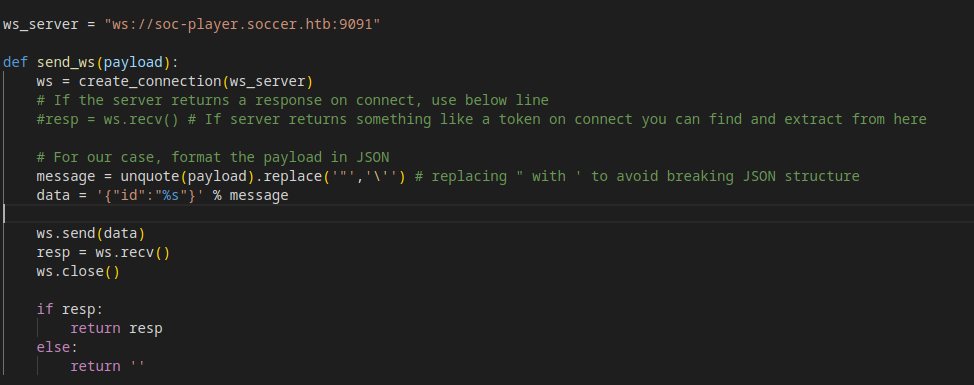 ws_server = "ws://soc-player.soccer.htb:9091"
def send_ws(payload):
ws = create_connection(ws_server)
# If the server returns a response on connect, use below line
#resp = ws.recv() # If server returns something like a token on connect you can find and extract from here
# For our case, format the payload in JSON
message = unquote(payload).replace('"','\'') # replacing " with ' to avoid breaking JSON structure
data = '{"id":"%s"}' % message
ws.send(data)
resp = ws.recv()
ws.close()
if resp:
return resp
else:
return ''